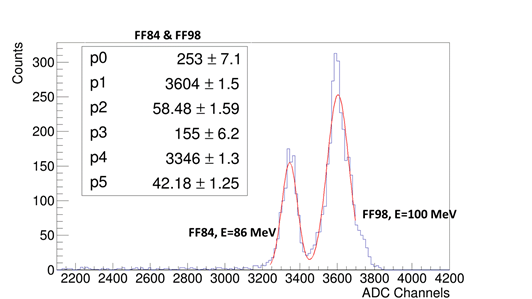 FF84 & FF98
Counts
p0 253 ± 7.1
p1 3604 ± 1.5
p2 58.48 ± 1.59
p3 155 ± 6.2
p4 3346 ± 1.3
p5 42.18 ± 1.25
300
250
200
150
100
50
0
FF84, E=86 MeV
FF98, E=100 MeV
2200 2400 2600 2800 3000 3200 3400 3600 3800 4000 4200
ADC Channels